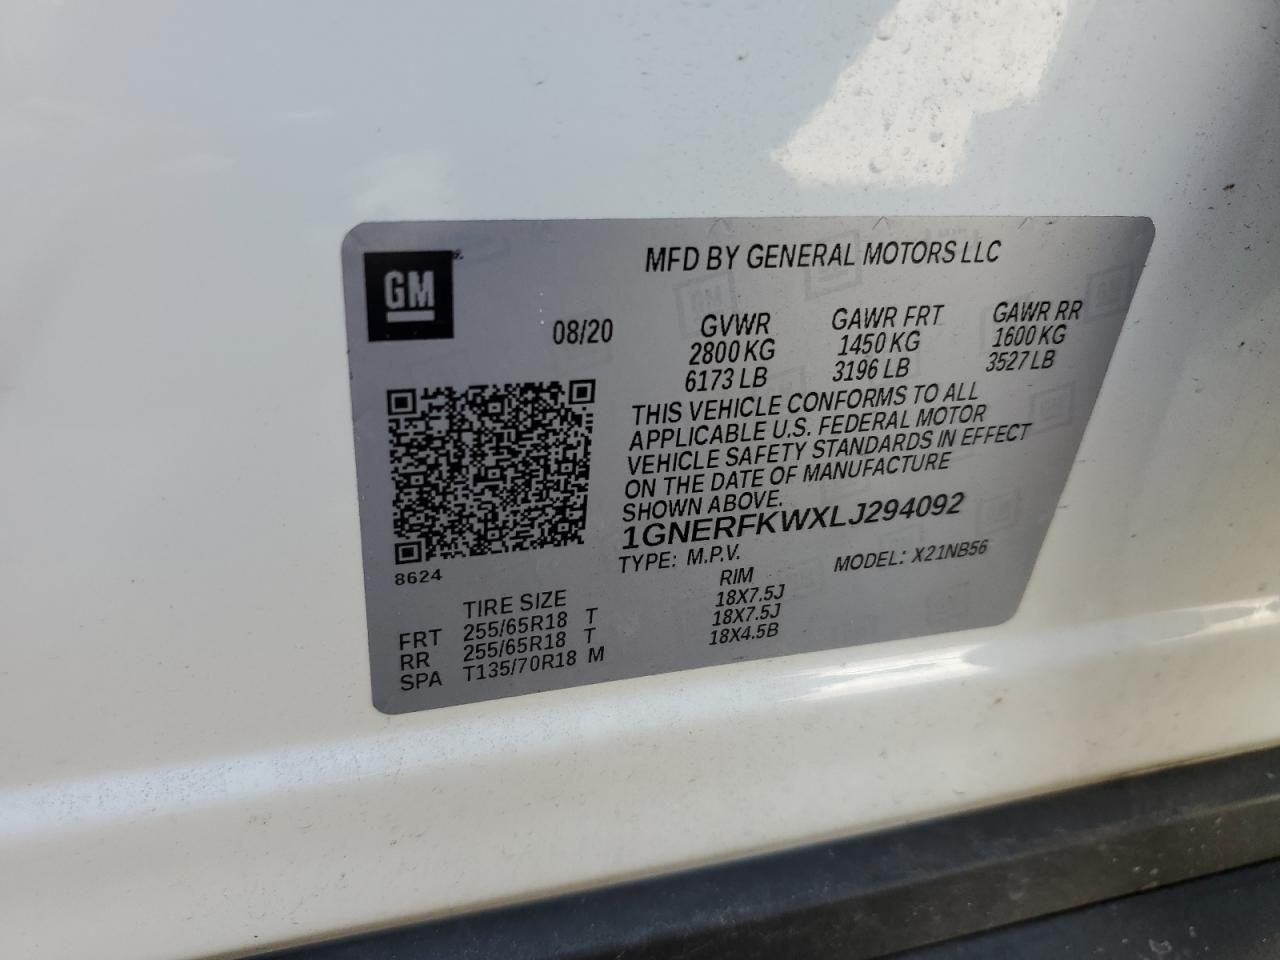 GM
MFD BY GENERAL MOTORS LLC
08/20
GVWR GAWR FRT GAWR RR
2800 KG 1450 KG 1600 KG
6173 LB 3196 LB 3527 LB
THIS VEHICLE CONFORMS TO ALL
APPLICABLE U.S. FEDERAL MOTOR
VEHICLE SAFETY STANDARDS IN EFFECT
ON THE DATE OF MANUFACTURE
SHOWN ABOVE.
1GNERFKWXLJ294092
TYPE: M.P.V. MODEL: X21NB56
8624
TIRE SIZE RIM
FRT 255/65R18 T 18X7.5J
RR 255/65R18 T 18X7.5J
SPA T135/70R18 M 18X4.5B